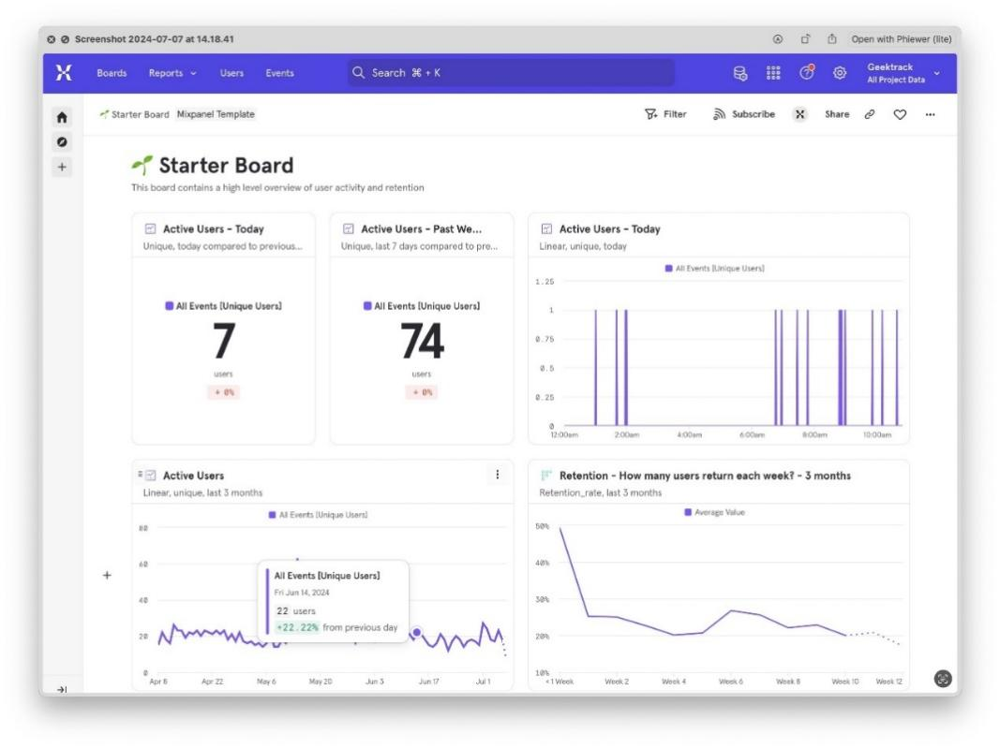 Screenshot 2024-07-07 at 14.18.41
Open with Phiewer (lite)
Boards Reports Users Events
Search ⌘ + K
Geektrack
All Project Data
Starter Board Mixpanel Template
Filter Subscribe Share
Starter Board
This board contains a high level overview of user activity and retention
Active Users - Today
Unique, today compared to previous...
All Events [Unique Users]
7
users
+ 0%
Active Users - Past We...
Unique, last 7 days compared to pre...
All Events [Unique Users]
74
users
+ 0%
Active Users - Today
Linear, unique, today
All Events [Unique Users]
1.25
1
0.75
0.5
0.25
0
12:00am 2:00am 4:00am 6:00am 8:00am 10:00am
Active Users
Linear, unique, last 3 months
All Events [Unique Users]
80
60
40
20
0
All Events [Unique Users]
Fri Jun 14, 2024
22 users
+22.22% from previous day
Apr 8 Apr 22 May 6 May 20 Jun 3 Jun 17 Jul 1
Retention - How many users return each week? - 3 months
Retention_rate, last 3 months
Average Value
50%
40%
30%
20%
10%
< 1 Week Week 2 Week 4 Week 6 Week 8 Week 10 Week 12